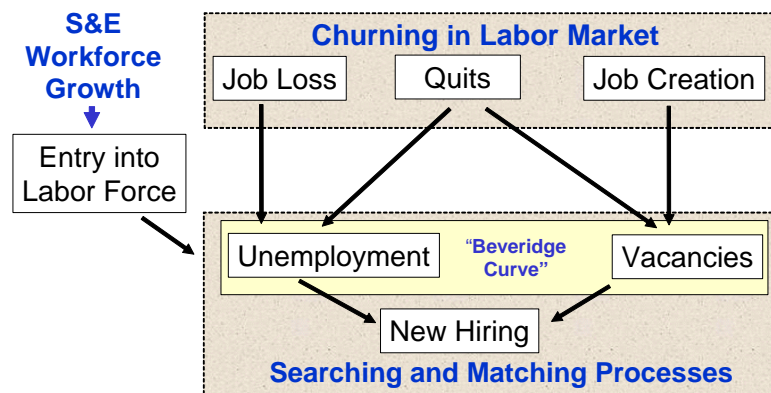 S&E
Workforce
Growth
Churning in Labor Market
Job Loss
Quits
Job Creation
Entry into
Labor Force
Unemployment
“Beveridge
Curve”
Vacancies
New Hiring
Searching and Matching Processes